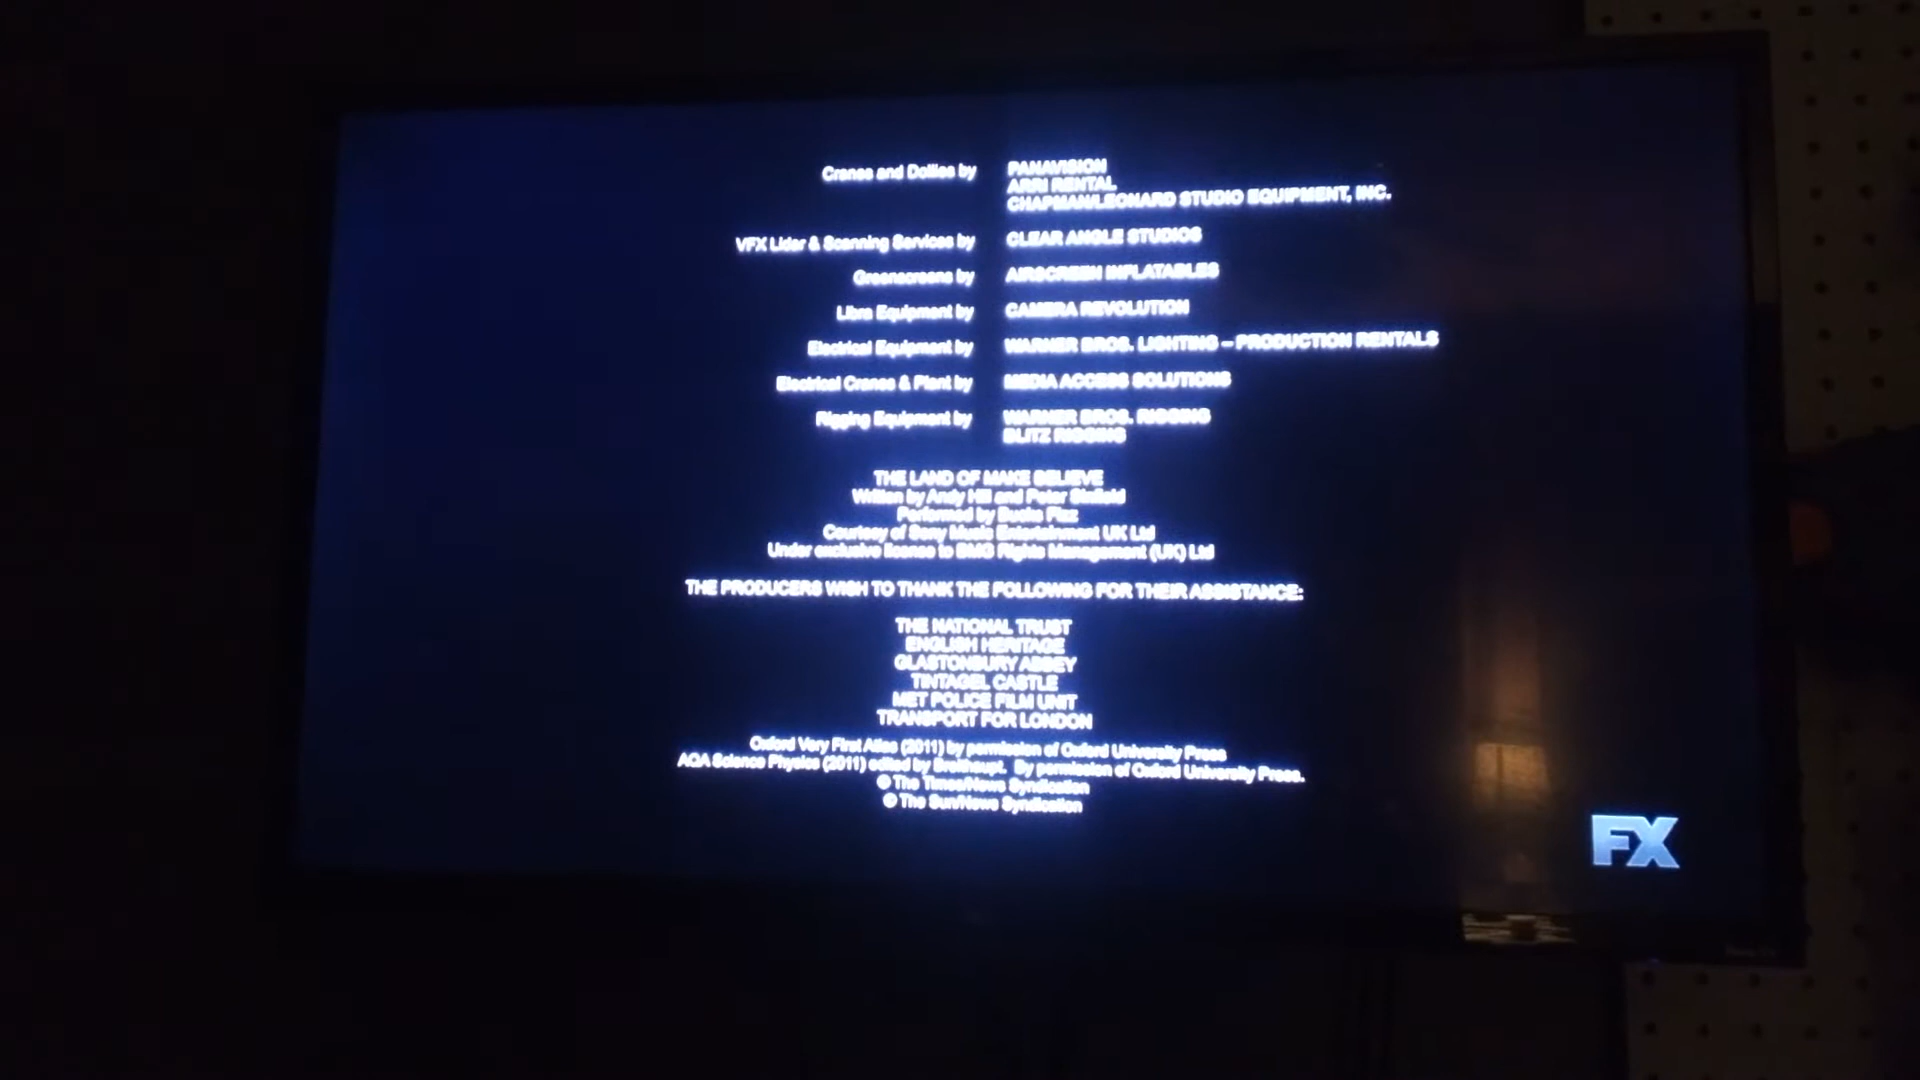 Cranes and Dollies by PANAVISION
ARRI RENTAL
CHAPMAN/LEONARD STUDIO EQUIPMENT, INC.
VFX Lidar & Scanning Services by CLEAR ANGLE STUDIOS
Greenscreens by AIRSCREEN INFLATABLES
Libra Equipment by CAMERA REVOLUTION
Electrical Equipment by WARNER BROS. LIGHTING – PRODUCTION RENTALS
Electrical Cranes & Plant by MEDIA ACCESS SOLUTIONS
Rigging Equipment by WARNER BROS. RIGGING
BLITZ RIGGING
THE LAND OF MAKE BELIEVE
Written by Andy Hill and Peter Sinfield
Performed by Bucks Fizz
Courtesy of Sony Music Entertainment UK Ltd
Under exclusive license to BMG Rights Management (UK) Ltd
THE PRODUCERS WISH TO THANK THE FOLLOWING FOR THEIR ASSISTANCE:
THE NATIONAL TRUST
ENGLISH HERITAGE
GLASTONBURY ABBEY
TINTAGEL CASTLE
MET POLICE FILM UNIT
TRANSPORT FOR LONDON
Oxford Very First Atlas (2011) by permission of Oxford University Press
AQA Science Physics (2011) edited by Breithaupt. By permission of Oxford University Press.
© The Times/News Syndication
© The Sun/News Syndication
FX